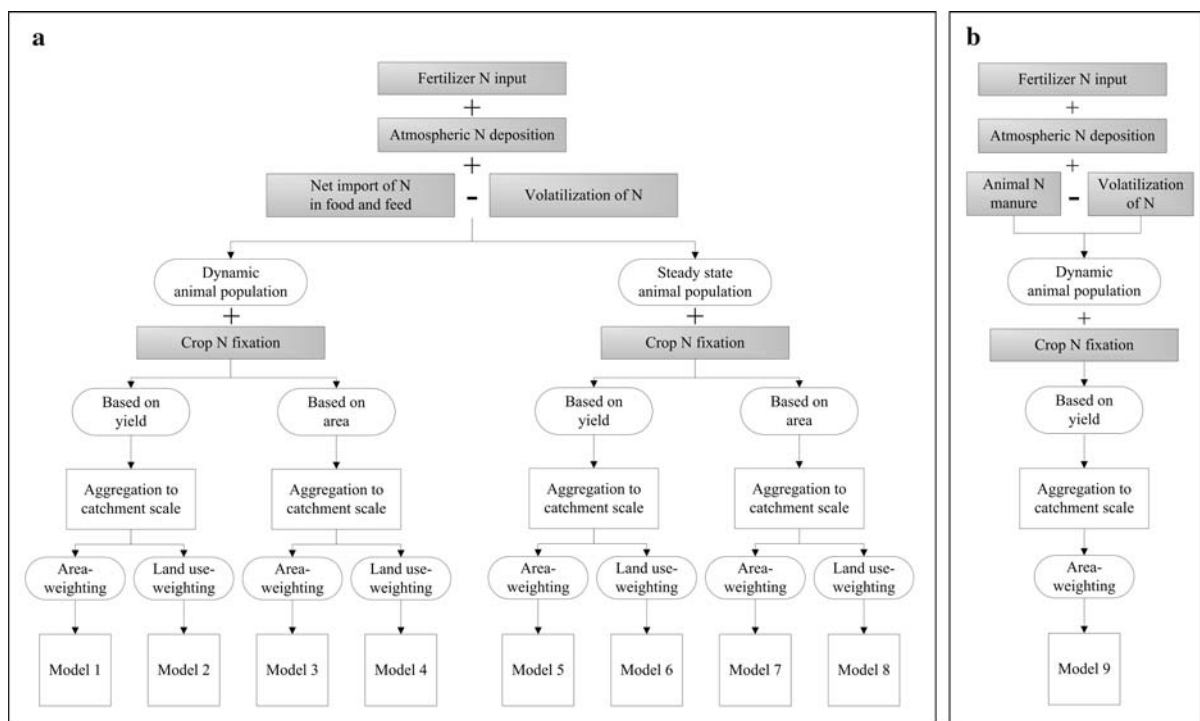 a
Fertilizer N input
+
Atmospheric N deposition
+
Net import of N
in food and feed
-
Volatilization of N
Dynamic
animal population
Steady state
animal population
+
+
Crop N fixation
Crop N fixation
Based on
yield
Based on
area
Based on
yield
Based on
area
Aggregation to
catchment scale
Aggregation to
catchment scale
Aggregation to
catchment scale
Aggregation to
catchment scale
Area-
weighting
Land use-
weighting
Area-
weighting
Land use-
weighting
Area-
weighting
Land use-
weighting
Area-
weighting
Land use-
weighting
Model 1
Model 2
Model 3
Model 4
Model 5
Model 6
Model 7
Model 8
b
Fertilizer N input
+
Atmospheric N deposition
+
Animal N
manure
-
Volatilization
of N
Dynamic
animal population
+
Crop N fixation
Based on
yield
Aggregation to
catchment scale
Area-
weighting
Model 9